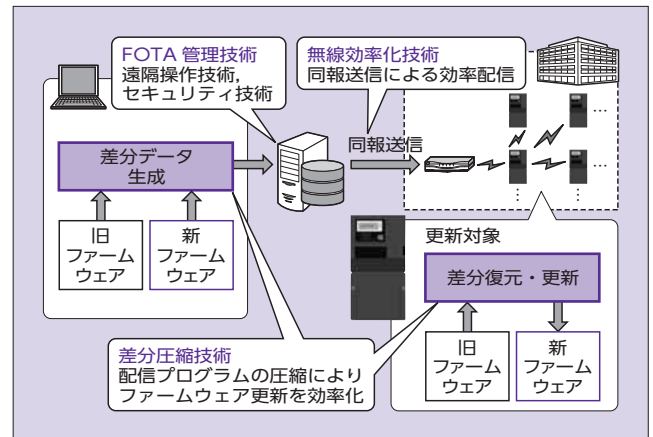 FOTA 管理技術
遠隔操作技術，
セキュリティ技術
無線効率化技術
同報送信による効率配信
差分データ
生成
旧
ファーム
ウェア
新
ファーム
ウェア
同報送信
…
…
…
…
更新対象
差分復元・更新
旧
ファーム
ウェア
新
ファーム
ウェア
差分圧縮技術
配信プログラムの圧縮により
ファームウェア更新を効率化